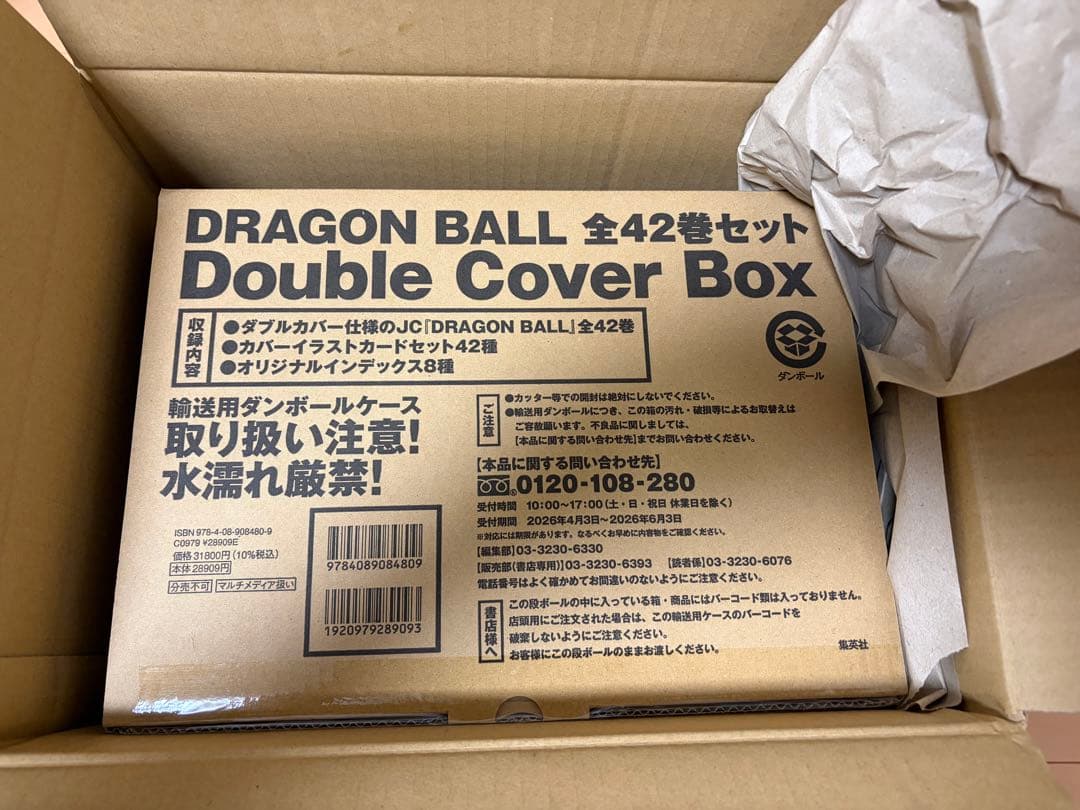 DRAGON BALL 全42巻セット
Double Cover Box
収録内容
●ダブルカバー仕様のJC『DRAGON BALL』全42巻
●カバーイラストカードセット42種
●オリジナルインデックス8種
ダンボール
輸送用ダンボールケース
取り扱い注意!
水濡れ厳禁!
ご注意
●カッター等での開封は絶対にしないでください。
●輸送用ダンボールにつき、この箱の汚れ・破損等によるお取替えは
ご容赦願います。不良品に関しましては、
【本品に関する問い合わせ先】までお問い合わせください。
【本品に関する問い合わせ先】
0120-108-280
受付時間 10:00〜17:00(土・日・祝日 休業日を除く)
受付期間 2026年4月3日〜2026年6月3日
※対応には期限があります。なるべくお早めに内容物をご確認ください。
【編集部】03-3230-6330
【販売部(書店専用)】03-3230-6393 【読者係】03-3230-6076
電話番号はよく確かめてお間違いのないようにご注意ください。
ISBN 978-4-08-908480-9
C0979 ¥28909E
価格 31800円(10%税込)
本体 28909円
分売不可 マルチメディア扱い
9784089084809
1920979289093
書店様へ
この段ボールの中に入っている箱・商品にはバーコード類は入っておりません。
店頭用にご注文された場合は、この輸送用ケースのバーコードを
破棄しないようにご注意ください。
お客様にこの段ボールのままお渡しください。
集英社